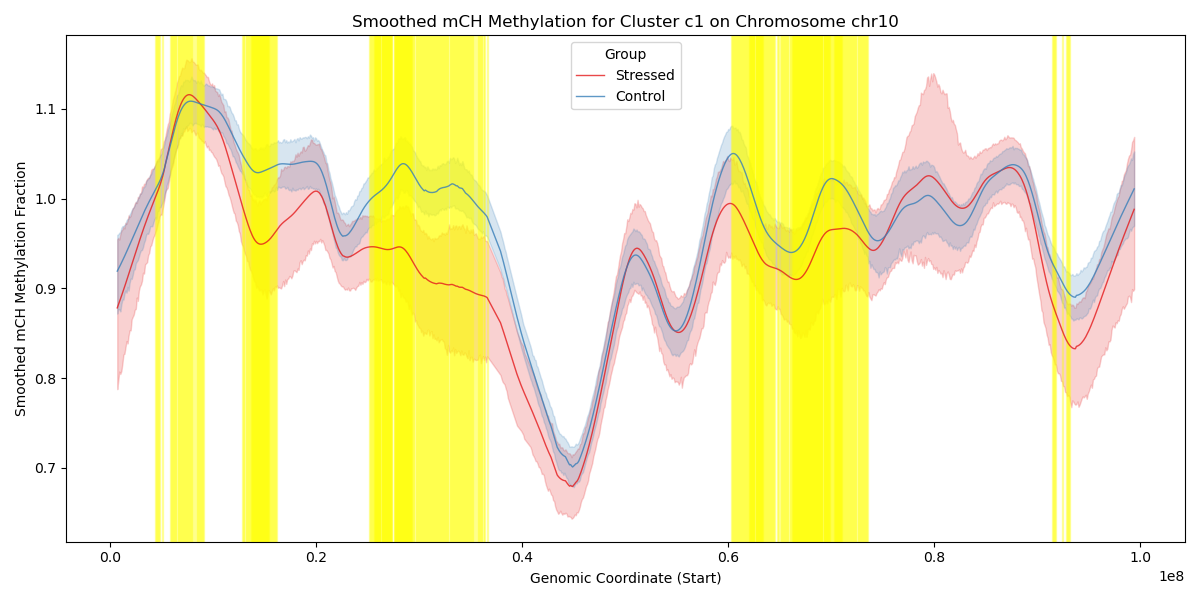 Smoothed mCH Methylation for Cluster c1 on Chromosome chr10
Group
Stressed
Control
Smoothed mCH Methylation Fraction
1.1
1.0
0.9
0.8
0.7
0.0 0.2 0.4 0.6 0.8 1.0
1e8
Genomic Coordinate (Start)